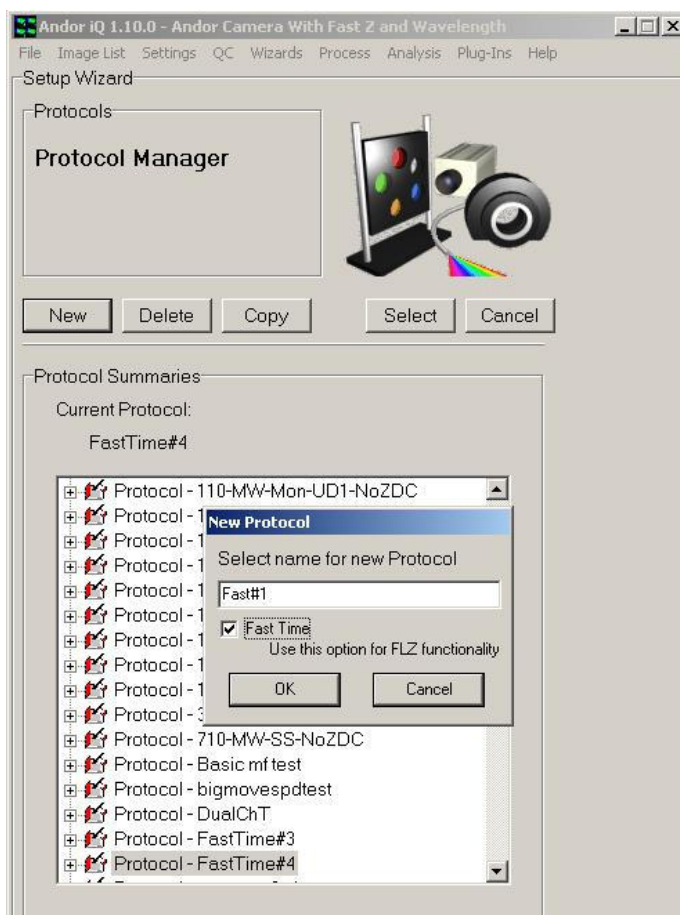 Andor iQ 1.10.0 - Andor Camera With Fast Z and Wavelength
File Image List Settings QC Wizards Process Analysis Plug-Ins Help
Setup Wizard
Protocols
Protocol Manager
New Delete Copy Select Cancel
Protocol Summaries
Current Protocol:
FastTime#4
Protocol - 110-MW-Mon-UD1-NoZDC
Protocol - 1
Protocol - 1
Protocol - 1
Protocol - 1
Protocol - 1
Protocol - 1
Protocol - 1
Protocol - 1
Protocol - 3
New Protocol
Select name for new Protocol
Fast#1
Fast Time
Use this option for FLZ functionality
OK Cancel
Protocol - 710-MW-SS-NoZDC
Protocol - Basic mf test
Protocol - bigmovespdtest
Protocol - DualChT
Protocol - FastTime#3
Protocol - FastTime#4